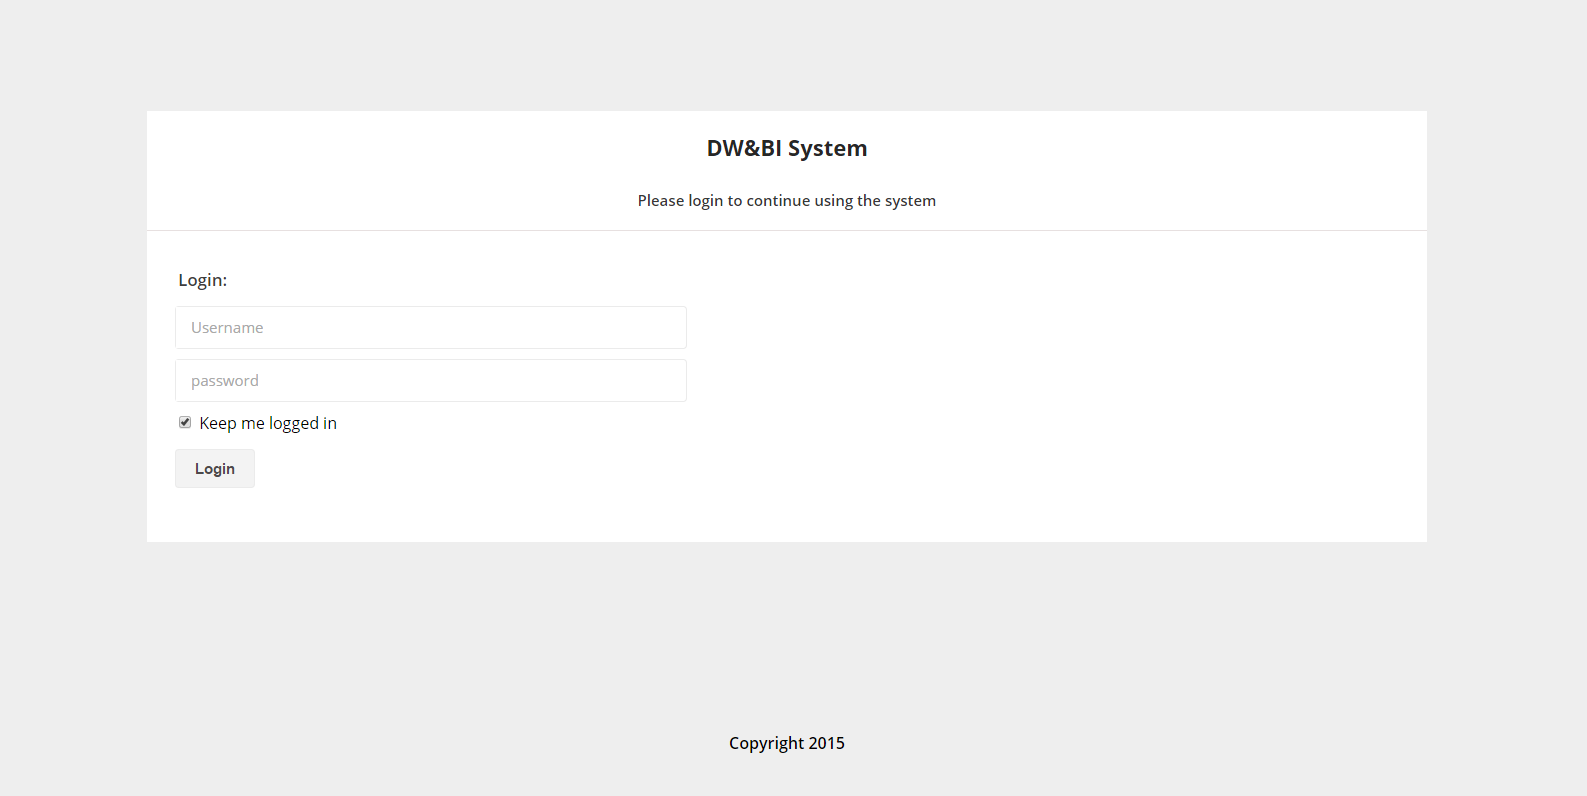 DW&BI System
Please login to continue using the system
Login:
Username
password
Keep me logged in
Login
Copyright 2015